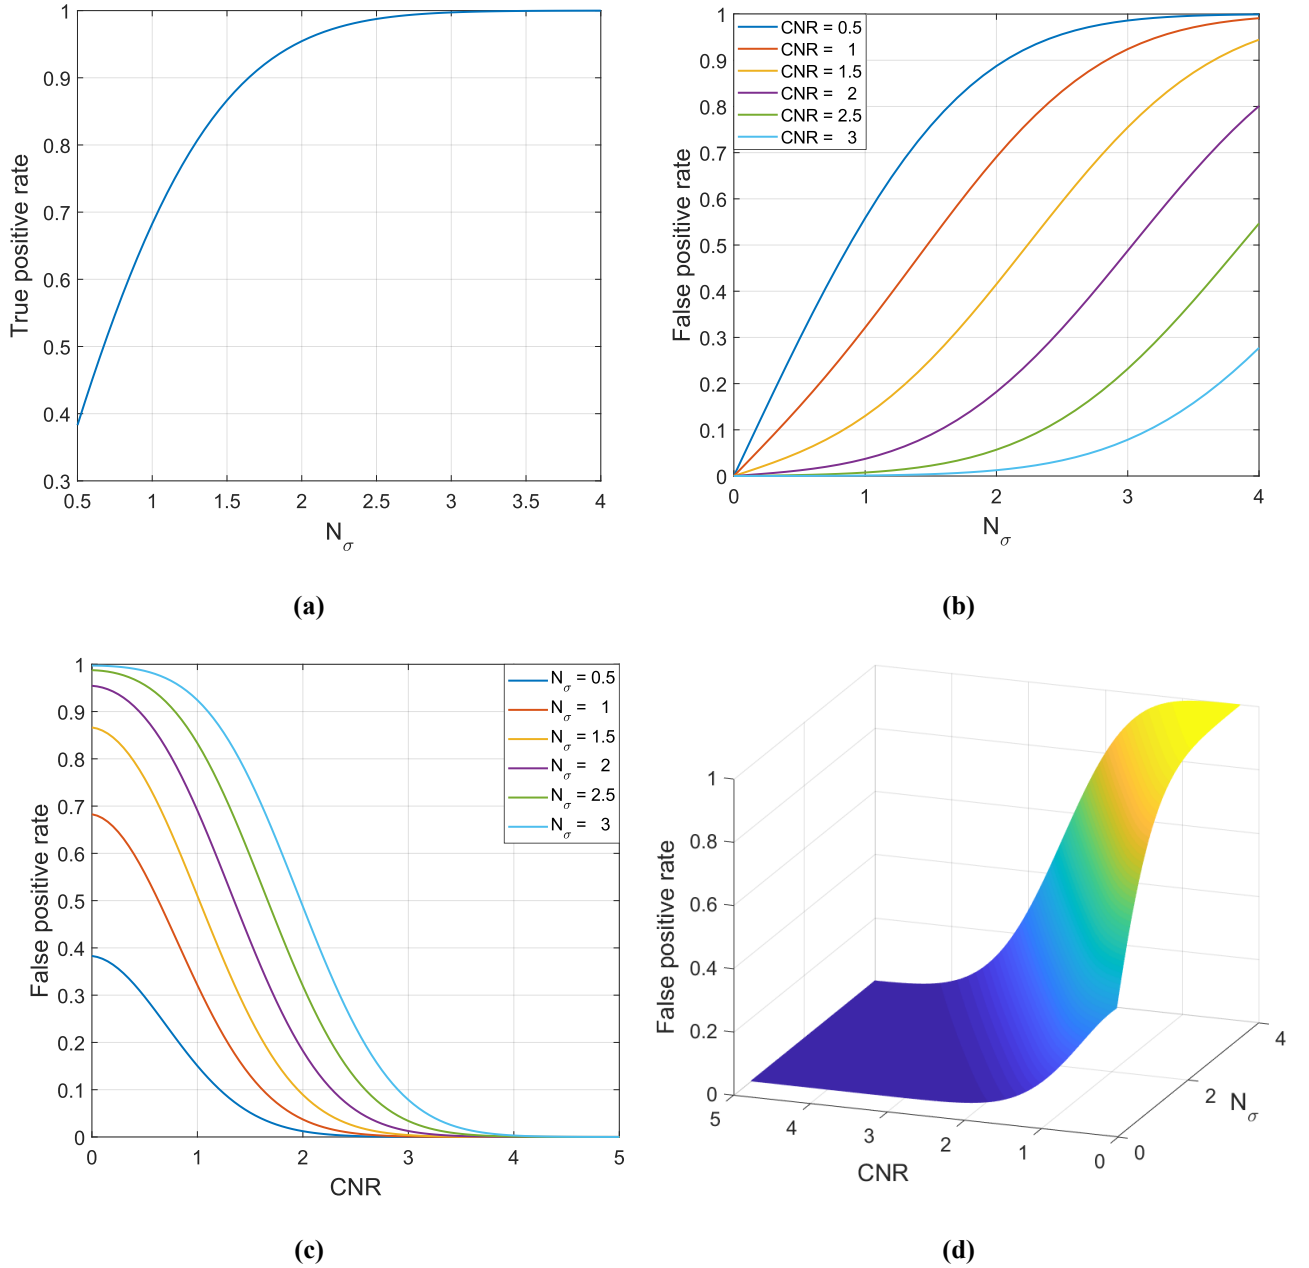 1
0.9
0.8
0.7
0.6
0.5
0.4
0.3
True positive rate
0.5 1 1.5 2 2.5 3 3.5 4
Nσ
(a)
1
0.9
0.8
0.7
0.6
0.5
0.4
0.3
0.2
0.1
0
False positive rate
CNR = 0.5
CNR = 1
CNR = 1.5
CNR = 2
CNR = 2.5
CNR = 3
0 1 2 3 4
Nσ
(b)
1
0.9
0.8
0.7
0.6
0.5
0.4
0.3
0.2
0.1
0
False positive rate
Nσ = 0.5
Nσ = 1
Nσ = 1.5
Nσ = 2
Nσ = 2.5
Nσ = 3
0 1 2 3 4 5
CNR
(c)
1
0.8
0.6
0.4
0.2
0
False positive rate
5 4 3 2 1 0
CNR
0 2 4
Nσ
(d)